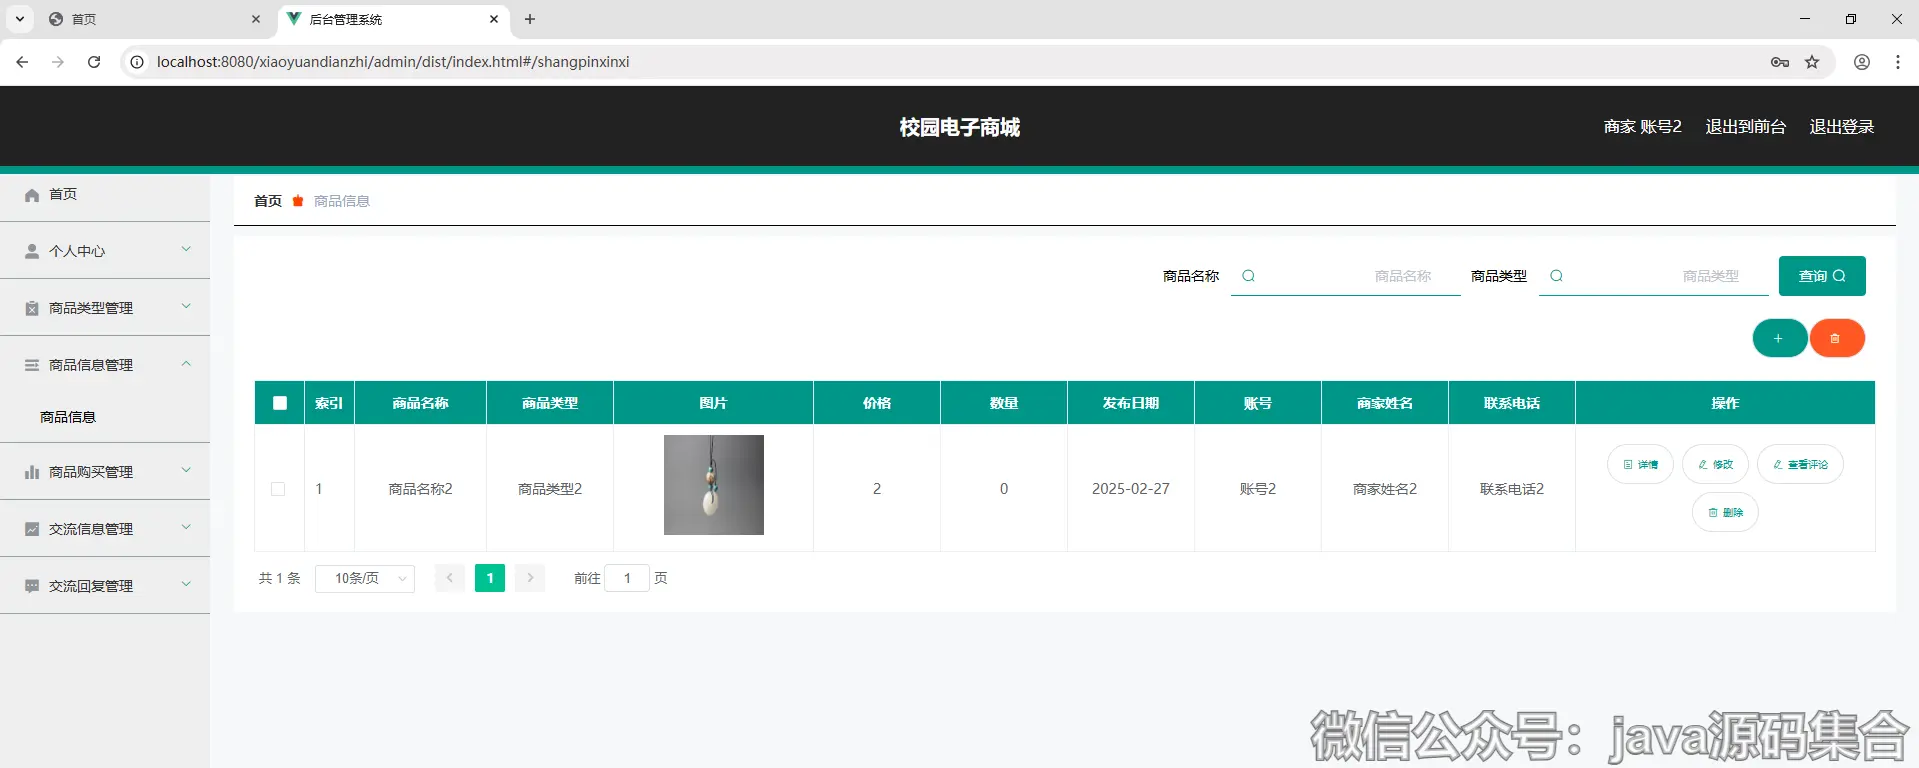 首页
后台管理系统
localhost:8080/xiaoyuandianzhi/admin/dist/index.html#/shangpinxinxi
校园电子商城
商家 账号2 退出到前台 退出登录
首页
个人中心
商品类型管理
商品信息管理
商品信息
商品购买管理
交流信息管理
交流回复管理
首页 商品信息
商品名称 商品名称 商品类型 商品类型 查询
索引 商品名称 商品类型 图片 价格 数量 发布日期 账号 商家姓名 联系电话 操作
1 商品名称2 商品类型2 2 0 2025-02-27 账号2 商家姓名2 联系电话2 详情 修改 查看评论
删除
共 1 条 10条/页 1 前往 1 页
微信公众号：java源码集合